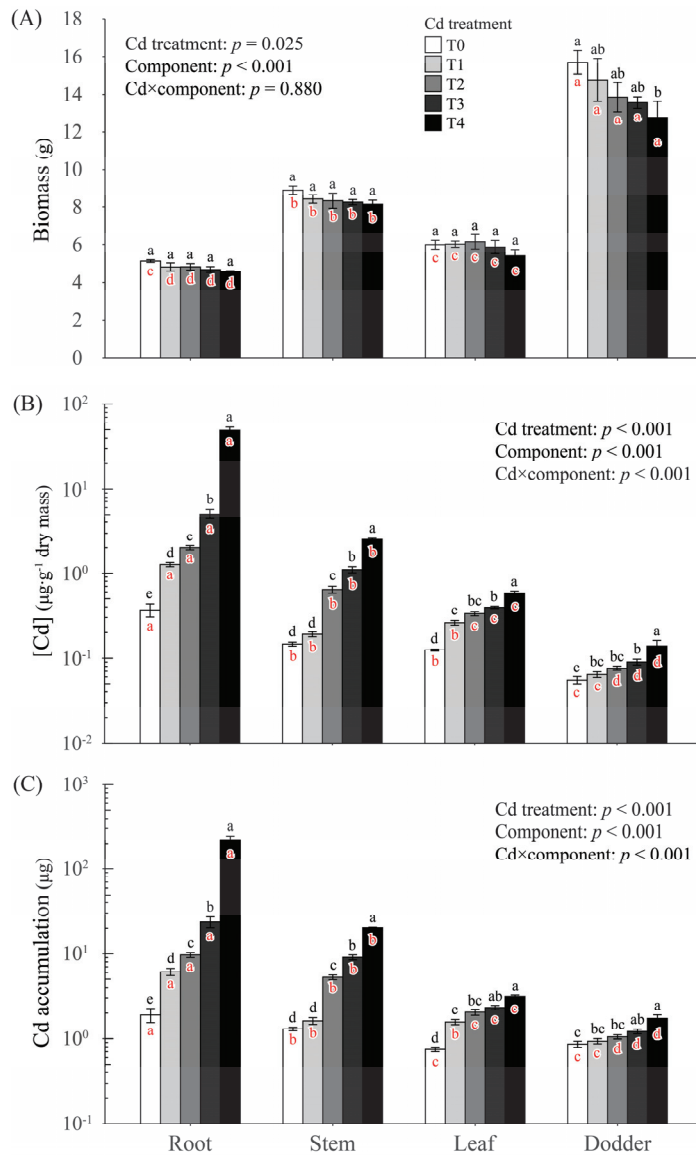 (A)
18
16
14
12
10
8
6
4
2
0
Biomass (g)
Cd treatment: p = 0.025
Component: p < 0.001
Cd×component: p = 0.880
Cd treatment
T0
T1
T2
T3
T4
a a a a a
c d d d d
a a a a a
b b b b b
a a a a a
c c c c c
a ab ab ab b
a a a a a
(B)
10²
10¹
10⁰
10⁻¹
10⁻²
[Cd] (µg·g⁻¹ dry mass)
Cd treatment: p < 0.001
Component: p < 0.001
Cd×component: p < 0.001
e d c b a
a a a a a
d d c b a
b b b b b
d c bc b a
b b c c c
c bc bc b a
c c d d d
(C)
10³
10²
10¹
10⁰
10⁻¹
Cd accumulation (µg)
Cd treatment: p < 0.001
Component: p < 0.001
Cd×component: p < 0.001
e d c b a
a a a a a
d d c b a
b b b b b
d c bc ab a
c b c c c
c bc bc ab a
c c d d d
Root Stem Leaf Dodder